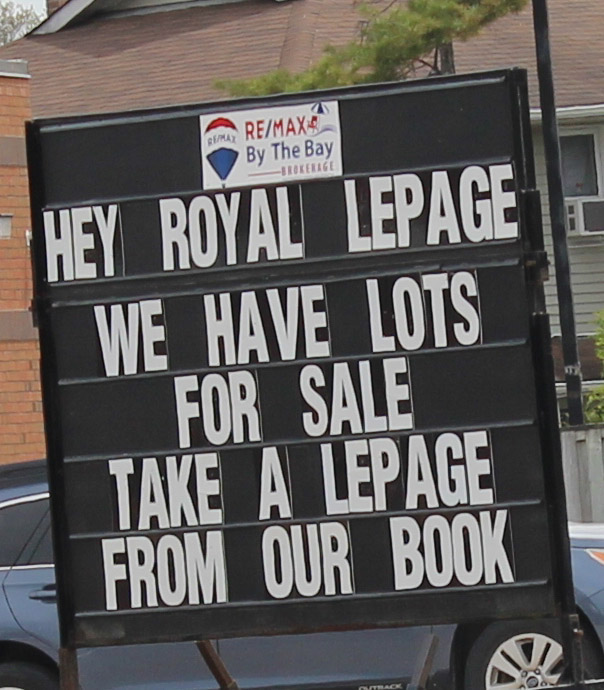 RE/MAX
RE/MAX
By The Bay
BROKERAGE
HEY ROYAL LEPAGE
WE HAVE LOTS
FOR SALE
TAKE A LEPAGE
FROM OUR BOOK
OUTBACK